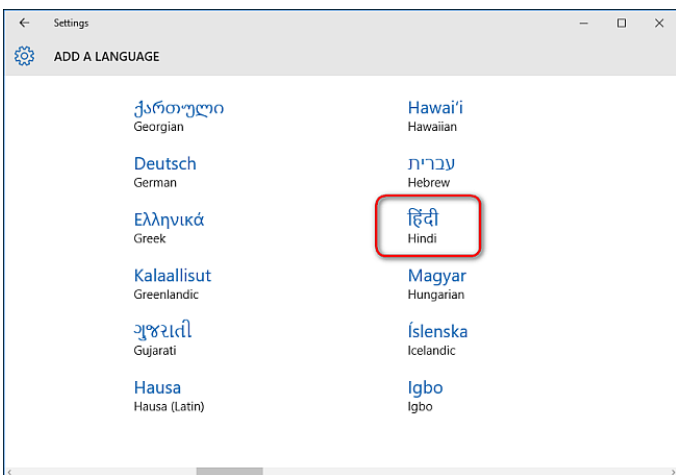 Settings
ADD A LANGUAGE
ქართული
Georgian
Deutsch
German
Ελληνικά
Greek
Kalaallisut
Greenlandic
ગુજરાતી
Gujarati
Hausa
Hausa (Latin)
Hawaiʻi
Hawaiian
עברית
Hebrew
हिंदी
Hindi
Magyar
Hungarian
Íslenska
Icelandic
Igbo
Igbo